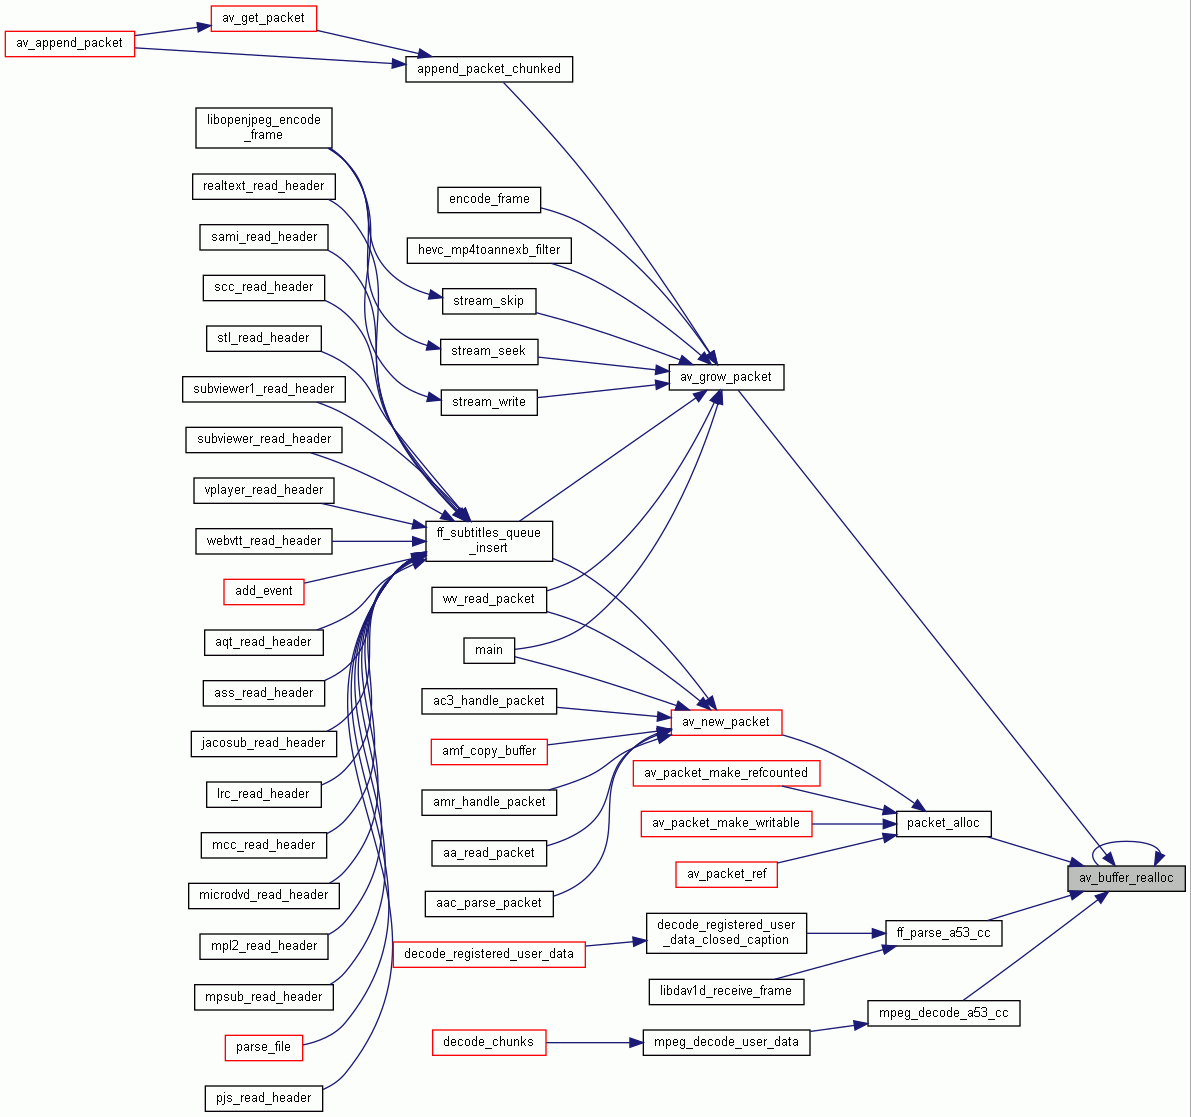 av_get_packet
av_append_packet
append_packet_chunked
libopenjpeg_encode
_frame
realtext_read_header
encode_frame
sami_read_header
hevc_mp4toannexb_filter
scc_read_header
stream_skip
stl_read_header
stream_seek
av_grow_packet
subviewer1_read_header
stream_write
subviewer_read_header
vplayer_read_header
ff_subtitles_queue
_insert
webvtt_read_header
add_event
wv_read_packet
aqt_read_header
main
ass_read_header
ac3_handle_packet
av_new_packet
jacosub_read_header
amf_copy_buffer
av_packet_make_refcounted
lrc_read_header
amr_handle_packet
av_packet_make_writable
packet_alloc
mcc_read_header
aa_read_packet
av_packet_ref
av_buffer_realloc
microdvd_read_header
aac_parse_packet
decode_registered_user
_data_closed_caption
ff_parse_a53_cc
mpl2_read_header
decode_registered_user_data
libdav1d_receive_frame
mpsub_read_header
mpeg_decode_a53_cc
parse_file
decode_chunks
mpeg_decode_user_data
pjs_read_header